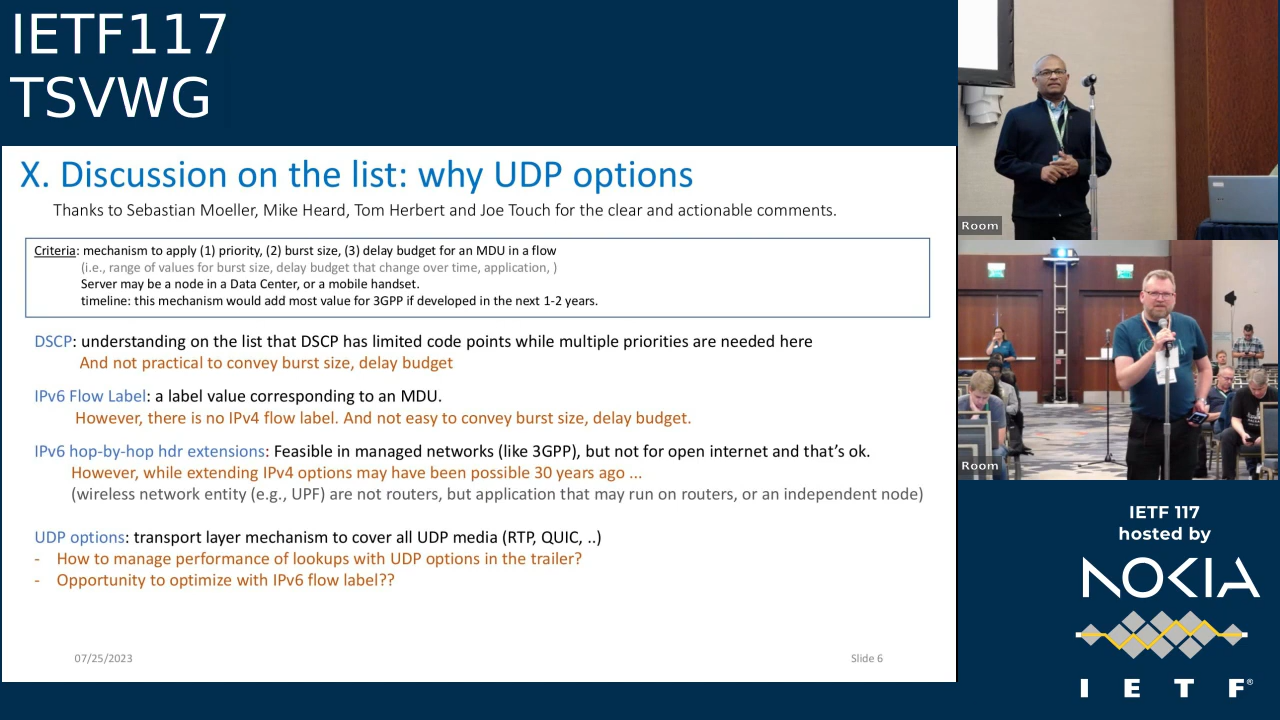 IETF117
TSVWG
X. Discussion on the list: why UDP options
Thanks to Sebastian Moeller, Mike Heard, Tom Herbert and Joe Touch for the clear and actionable comments.
Criteria: mechanism to apply (1) priority, (2) burst size, (3) delay budget for an MDU in a flow
(i.e., range of values for burst size, delay budget that change over time, application, )
Server may be a node in a Data Center, or a mobile handset.
timeline: this mechanism would add most value for 3GPP if developed in the next 1-2 years.
DSCP: understanding on the list that DSCP has limited code points while multiple priorities are needed here
And not practical to convey burst size, delay budget
IPv6 Flow Label: a label value corresponding to an MDU.
However, there is no IPv4 flow label. And not easy to convey burst size, delay budget.
IPv6 hop-by-hop hdr extensions: Feasible in managed networks (like 3GPP), but not for open internet and that’s ok.
However, while extending IPv4 options may have been possible 30 years ago ...
(wireless network entity (e.g., UPF) are not routers, but application that may run on routers, or an independent node)
UDP options: transport layer mechanism to cover all UDP media (RTP, QUIC, ..)
- How to manage performance of lookups with UDP options in the trailer?
- Opportunity to optimize with IPv6 flow label??
07/25/2023
Slide 6
Room
Room
IETF 117
hosted by
NOKIA
I E T F®